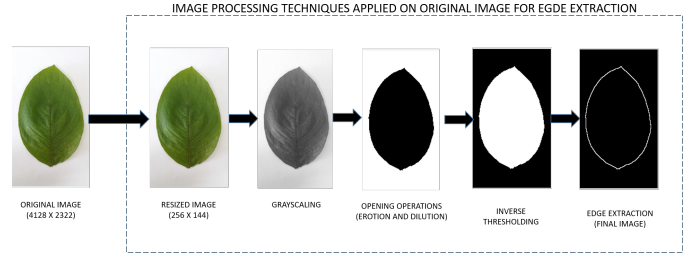 IMAGE PROCESSING TECHNIQUES APPLIED ON ORIGINAL IMAGE FOR EGDE EXTRACTION
ORIGINAL IMAGE
(4128 X 2322)
RESIZED IMAGE
(256 X 144)
GRAYSCALING
OPENING OPERATIONS
(EROTION AND DILUTION)
INVERSE
THRESHOLDING
EDGE EXTRACTION
(FINAL IMAGE)